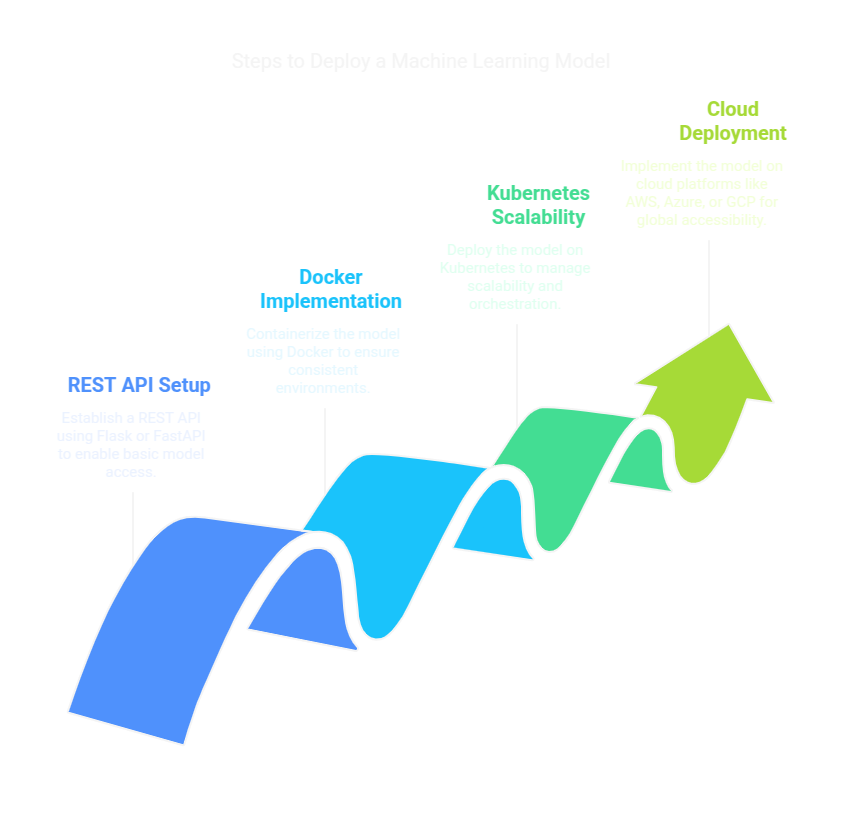 Steps to Deploy a Machine Learning Model
Cloud
Deployment
Implement the model on
cloud platforms like
AWS, Azure, or GCP for
global accessibility.
Kubernetes
Scalability
Deploy the model on
Kubernetes to manage
scalability and
orchestration.
Docker
Implementation
Containerize the model
using Docker to ensure
consistent
environments.
REST API Setup
Establish a REST API
using Flask or FastAPI
to enable basic model
access.